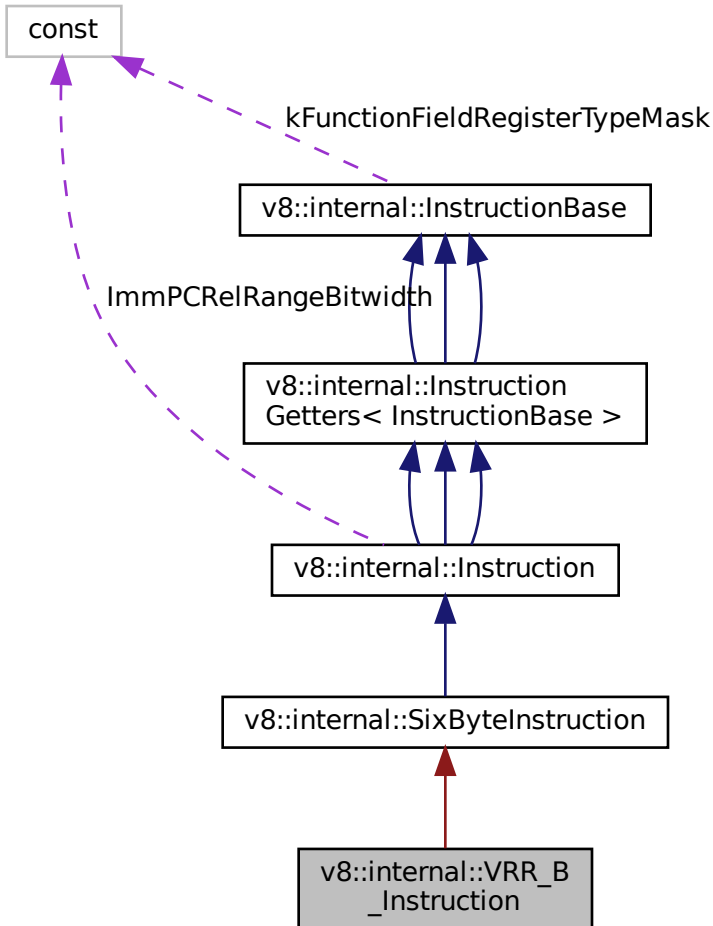 const
kFunctionFieldRegisterTypeMask
v8::internal::InstructionBase
ImmPCRelRangeBitwidth
v8::internal::Instruction
Getters< InstructionBase >
v8::internal::Instruction
v8::internal::SixByteInstruction
v8::internal::VRR_B
_Instruction